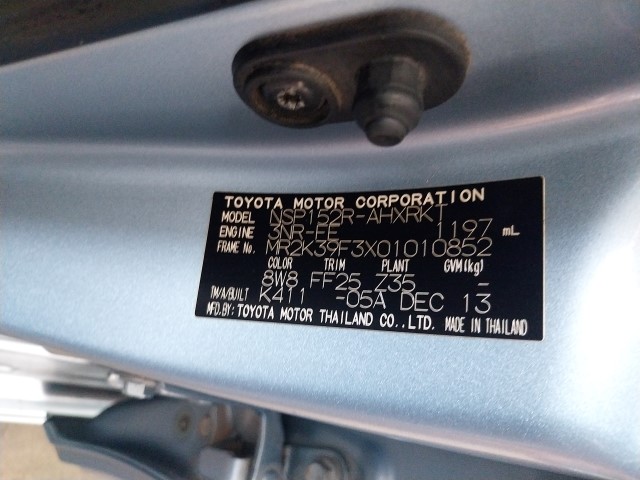 TOYOTA MOTOR CORPORATION
MODEL NSP152R-AHXRKT
ENGINE 3NR-FE 1197 mL
FRAME No. MR2K39F3X01010852
COLOR TRIM PLANT GVM(kg)
8W8 FF25 Z35 -
TM/A/BUILT K411 -05A DEC 13
MFD.BY: TOYOTA MOTOR THAILAND CO.,LTD. MADE IN THAILAND